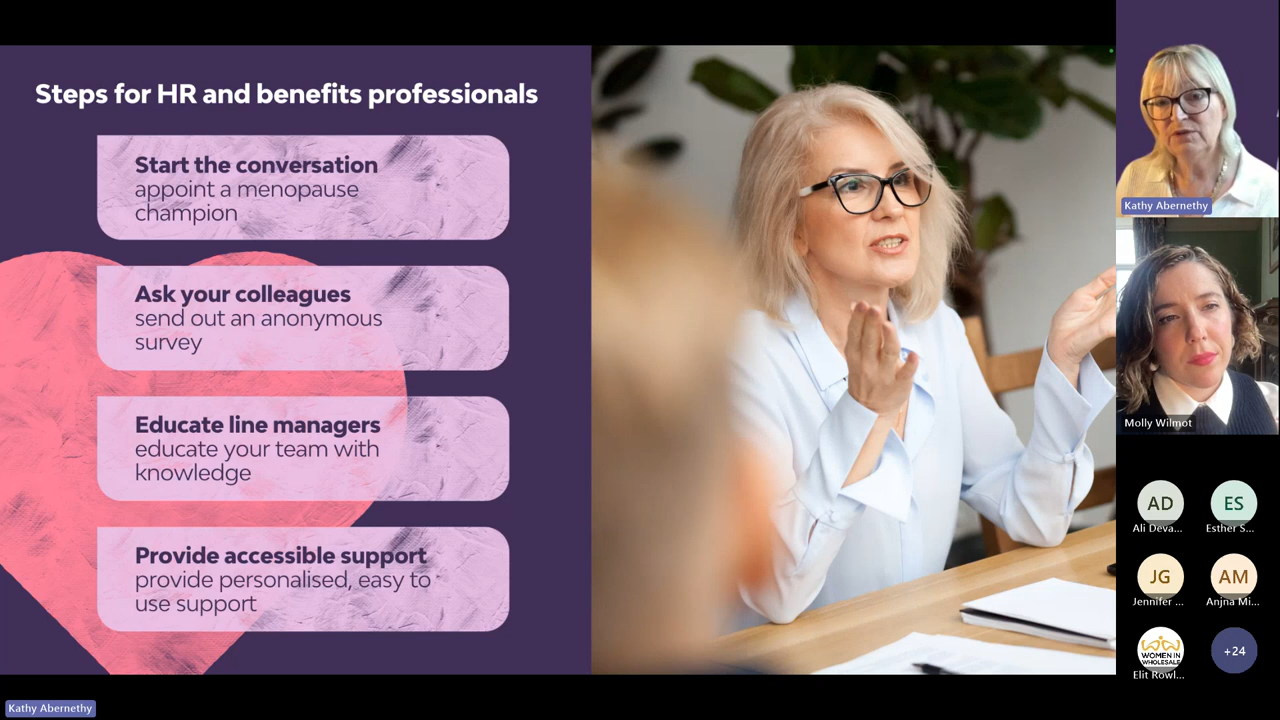 Steps for HR and benefits professionals
Start the conversation
appoint a menopause
champion
Ask your colleagues
send out an anonymous
survey
Educate line managers
educate your team with
knowledge
Provide accessible support
provide personalised, easy to
use support
Kathy Abernethy
Kathy Abernethy
Molly Wilmot
AD
Ali Deva...
ES
Esther S...
JG
Jennifer ...
AM
Anjna Mi...
WOMEN IN
WHOLESALE
Elit Rowl...
+24